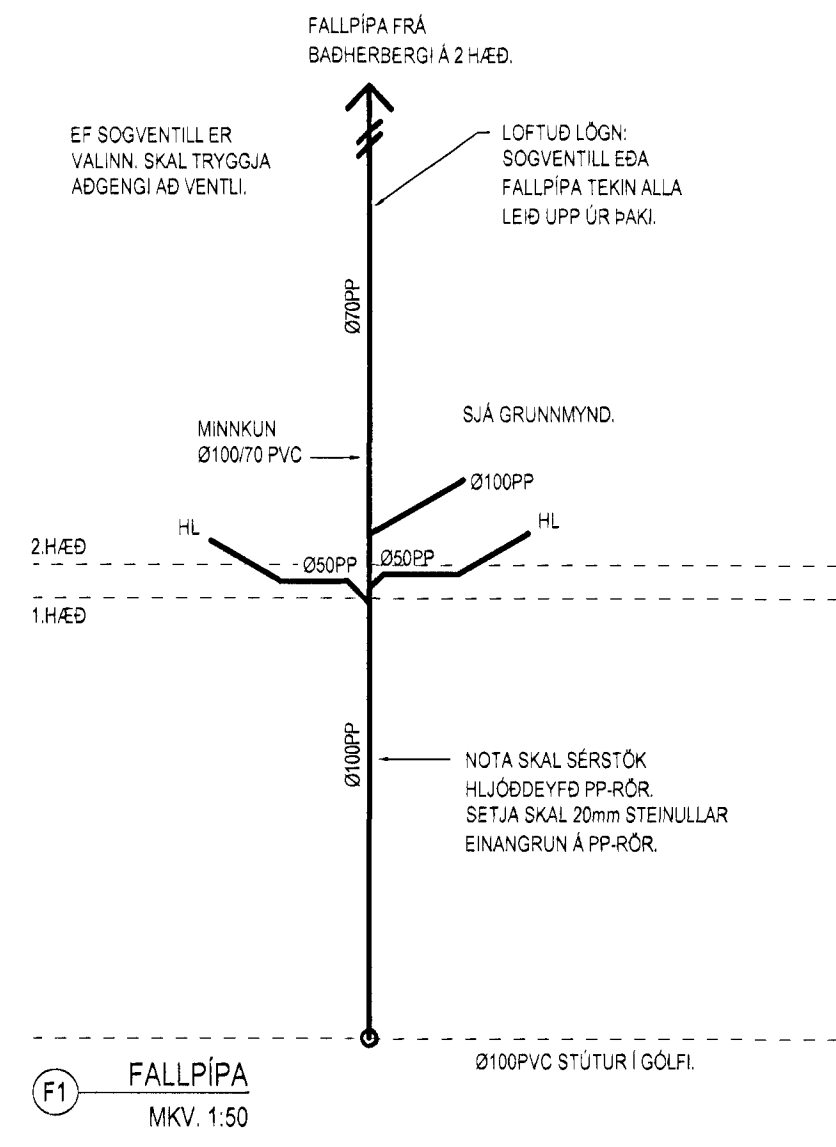 FALLPÍPA FRÁ
BAÐHERBERGI Á 2 HÆÐ.
EF SOGVENTILL ER
VALINN. SKAL TRYGGJA
AÐGENGI AÐ VENTLI.
LOFTUÐ LÖGN:
SOGVENTILL EÐA
FALLPÍPA TEKIN ALLA
LEIÐ UPP ÚR ÞAKI.
Ø70PP
MINNKUN
Ø100/70 PVC
SJÁ GRUNNMYND.
Ø100PP
HL
HL
2.HÆÐ
Ø50PP
Ø50PP
1.HÆÐ
Ø100PP
NOTA SKAL SÉRSTÖK
HLJÓÐDEYFÐ PP-RÖR.
SETJA SKAL 20mm STEINULLAR
EINANGRUN Á PP-RÖR.
Ø100PVC STÚTUR Í GÓLFI.
F1
FALLPÍPA
MKV. 1:50